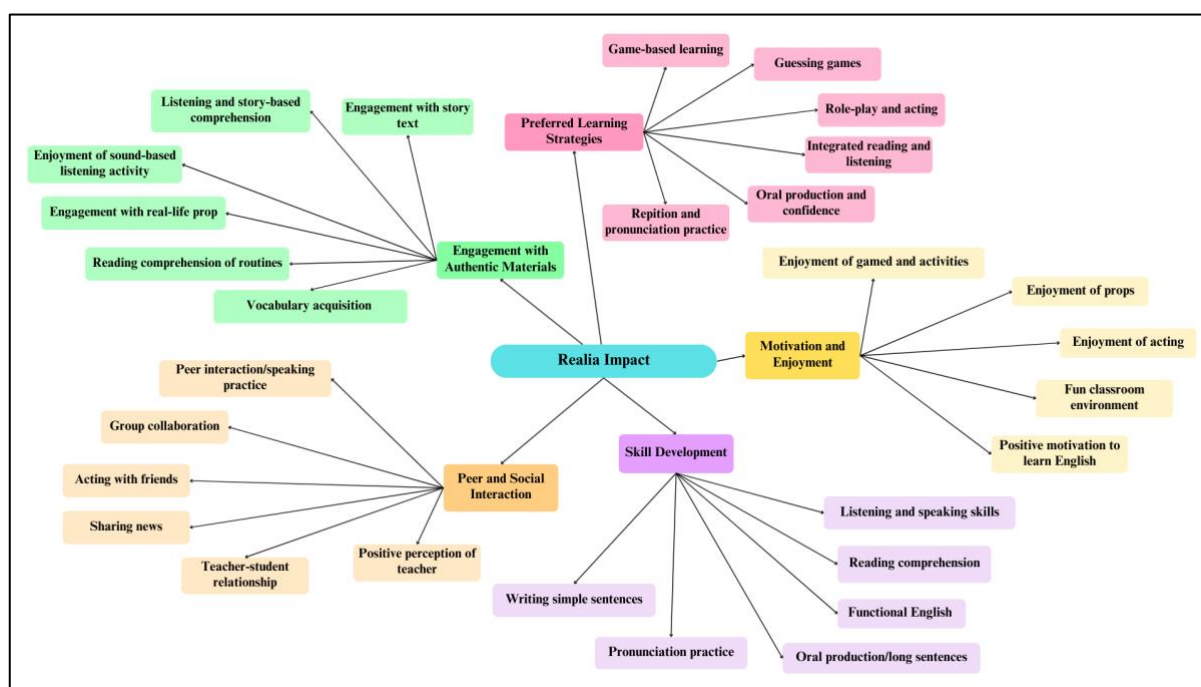 Game-based learning
Guessing games
Role-play and acting
Integrated reading and
listening
Oral production and
confidence
Repition and
pronunciation practice
Preferred Learning
Strategies
Listening and story-based
comprehension
Engagement with story
text
Enjoyment of sound-based
listening activity
Engagement with real-life prop
Reading comprehension of routines
Vocabulary acquisition
Engagement with
Authentic Materials
Realia Impact
Motivation and
Enjoyment
Enjoyment of gamed and activities
Enjoyment of props
Enjoyment of acting
Fun classroom
environment
Positive motivation to
learn English
Peer and Social
Interaction
Peer interaction/speaking
practice
Group collaboration
Acting with friends
Sharing news
Teacher-student
relationship
Positive perception of
teacher
Skill Development
Listening and speaking skills
Reading comprehension
Functional English
Oral production/long sentences
Pronunciation practice
Writing simple sentences